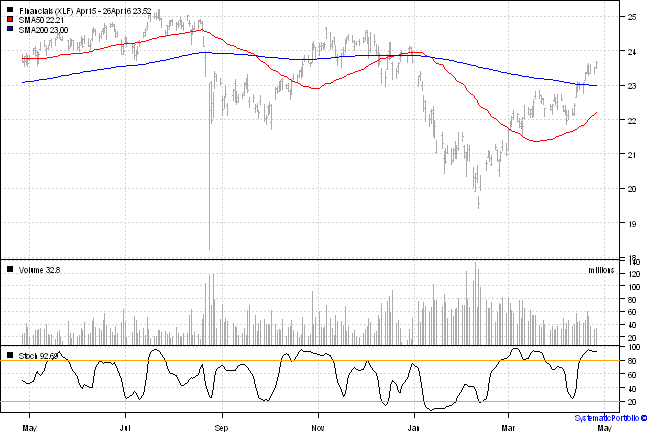 Financials (XLF) Apr15 - 26Apr16 23.52
SMA50 22.21
SMA200 23.00
25
24
23
22
21
20
19
18
Volume 32.8
millions
140
120
100
80
60
40
20
Stoch 92.69
100
80
60
40
20
May Jul Sep Nov Jan Mar May
SystematicPortfolio ©